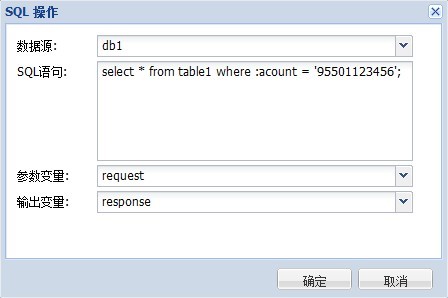 SQL 操作
数据源: db1
SQL语句: select * from table1 where :acount = '95501123456';
参数变量: request
输出变量: response
确定 取消